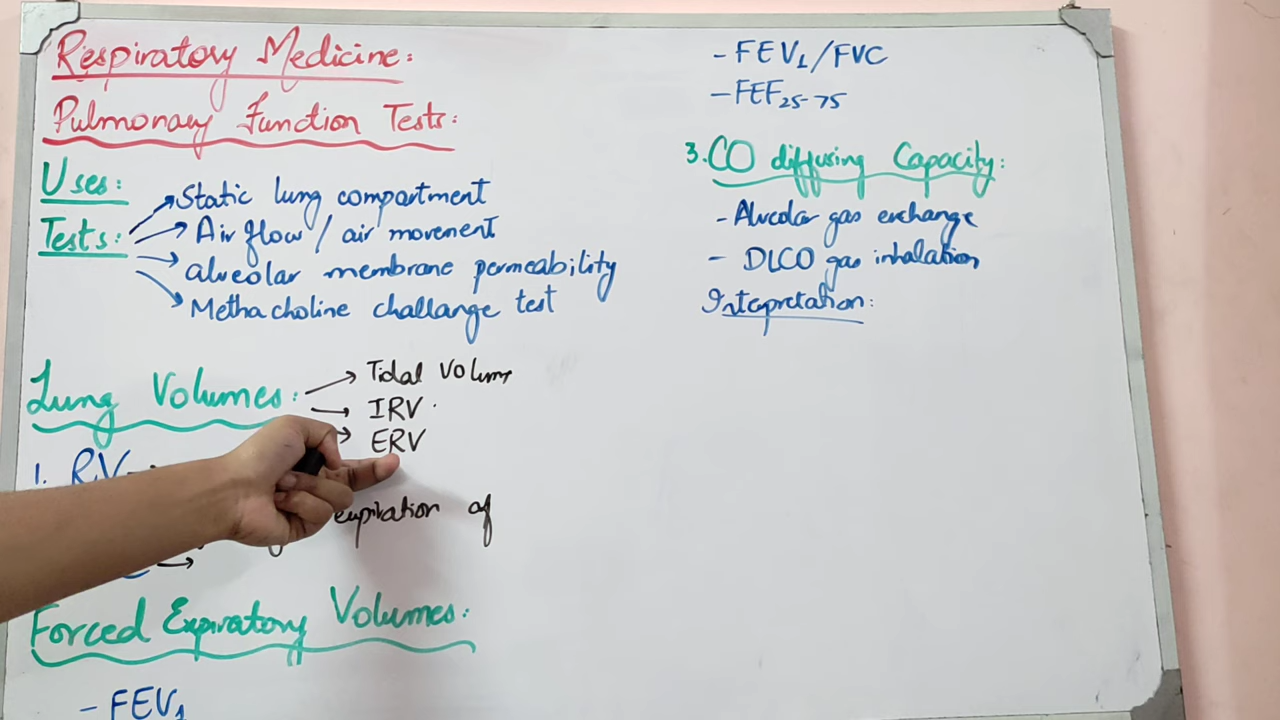 Respiratory Medicine:
Pulmonary Function Tests:
Uses:
Tests:
Static lung compartment
Air flow / air movement
alveolar membrane permeability
Methacholine challange test
Lung Volumes:
Tidal Volume
IRV
ERV
1. RV
expiration of
Forced Expiratory Volumes:
- FEV1
- FEV1/FVC
- FEF25-75
3. CO diffusing Capacity:
- Alveolar gas exchange
- DLCO gas inhalation
Interpretation: